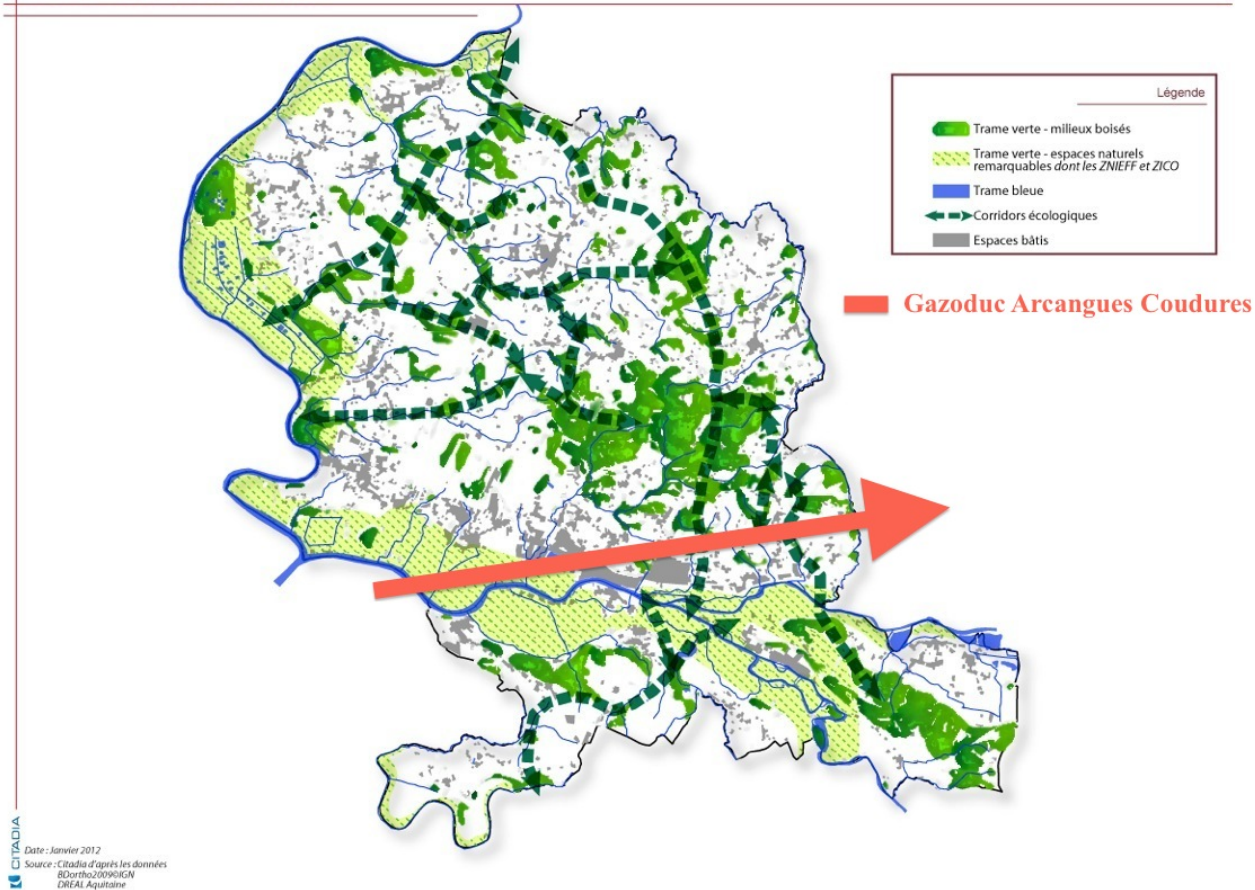 Légende
Trame verte - milieux boisés
Trame verte - espaces naturels
remarquables dont les ZNIEFF et ZICO
Trame bleue
Corridors écologiques
Espaces bâtis
Gazoduc Arcangues Coudures
CITADIA
Date : Janvier 2012
Source : Citadia d'après les données
BDortho2009©IGN
DREAL Aquitaine